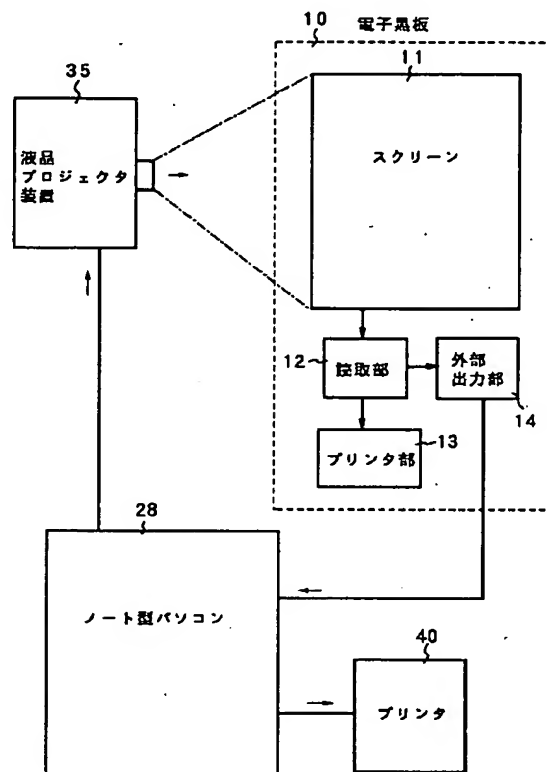 10 電子黒板
35
11
液晶
プロジェクタ
装置
スクリーン
12
読取部
外部
出力部
14
プリンタ部
13
28
ノート型パソコン
40
プリンタ